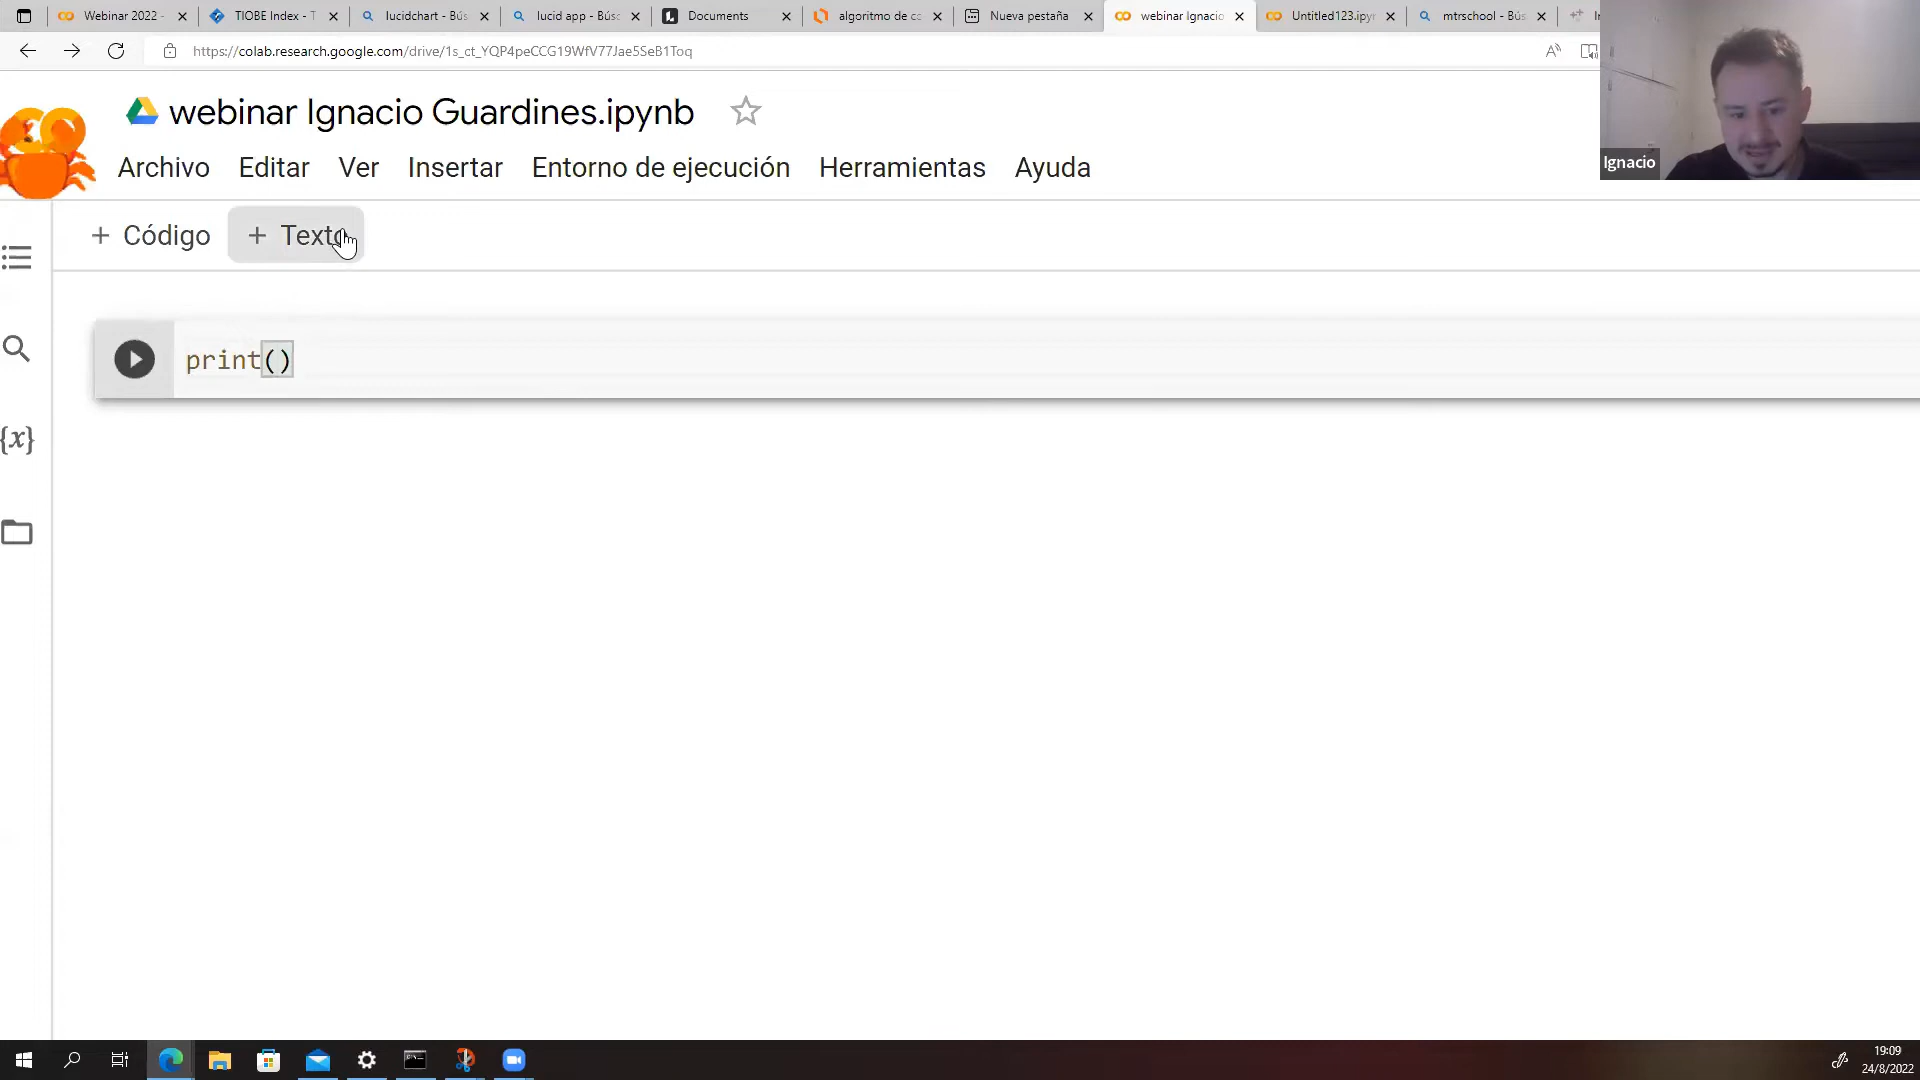 Webinar 2022 -
TIOBE Index - T
lucidchart - Bús
lucid app - Búsc
Documents
algoritmo de cc
Nueva pestaña
webinar Ignacio
Untitled123.ipyr
mtrschool - Bús
https://colab.research.google.com/drive/1s_ct_YQP4peCCG19WfV77Jae5SeB1Toq
webinar Ignacio Guardines.ipynb
Ignacio
Archivo Editar Ver Insertar Entorno de ejecución Herramientas Ayuda
+ Código + Texto
print()
{x}
19:09
24/8/2022